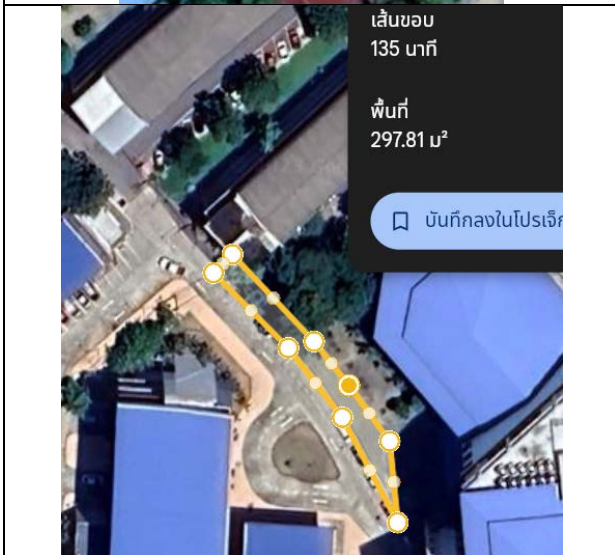 เส้นขอบ
135 นาที
พื้นที่
297.81 ม²
บันทึกลงในโปรเจ็ก